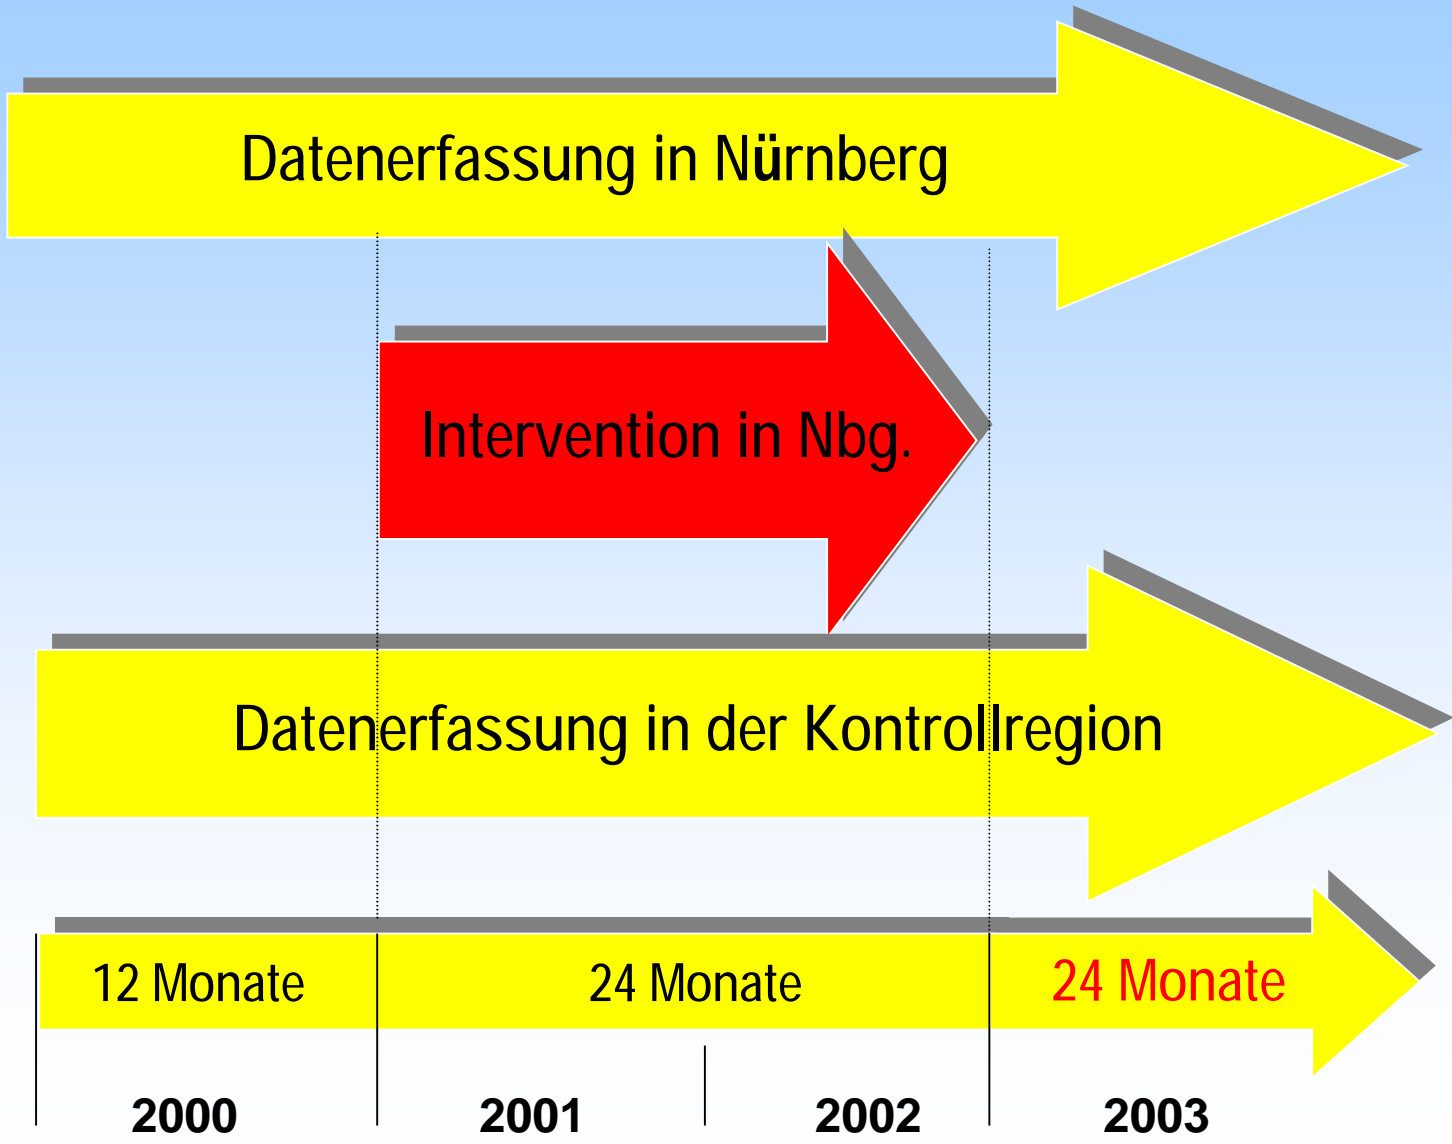 Datenerfassung in Nürnberg
Intervention in Nbg.
Datenerfassung in der Kontrollregion
12 Monate 24 Monate 24 Monate
2000 2001 2002 2003